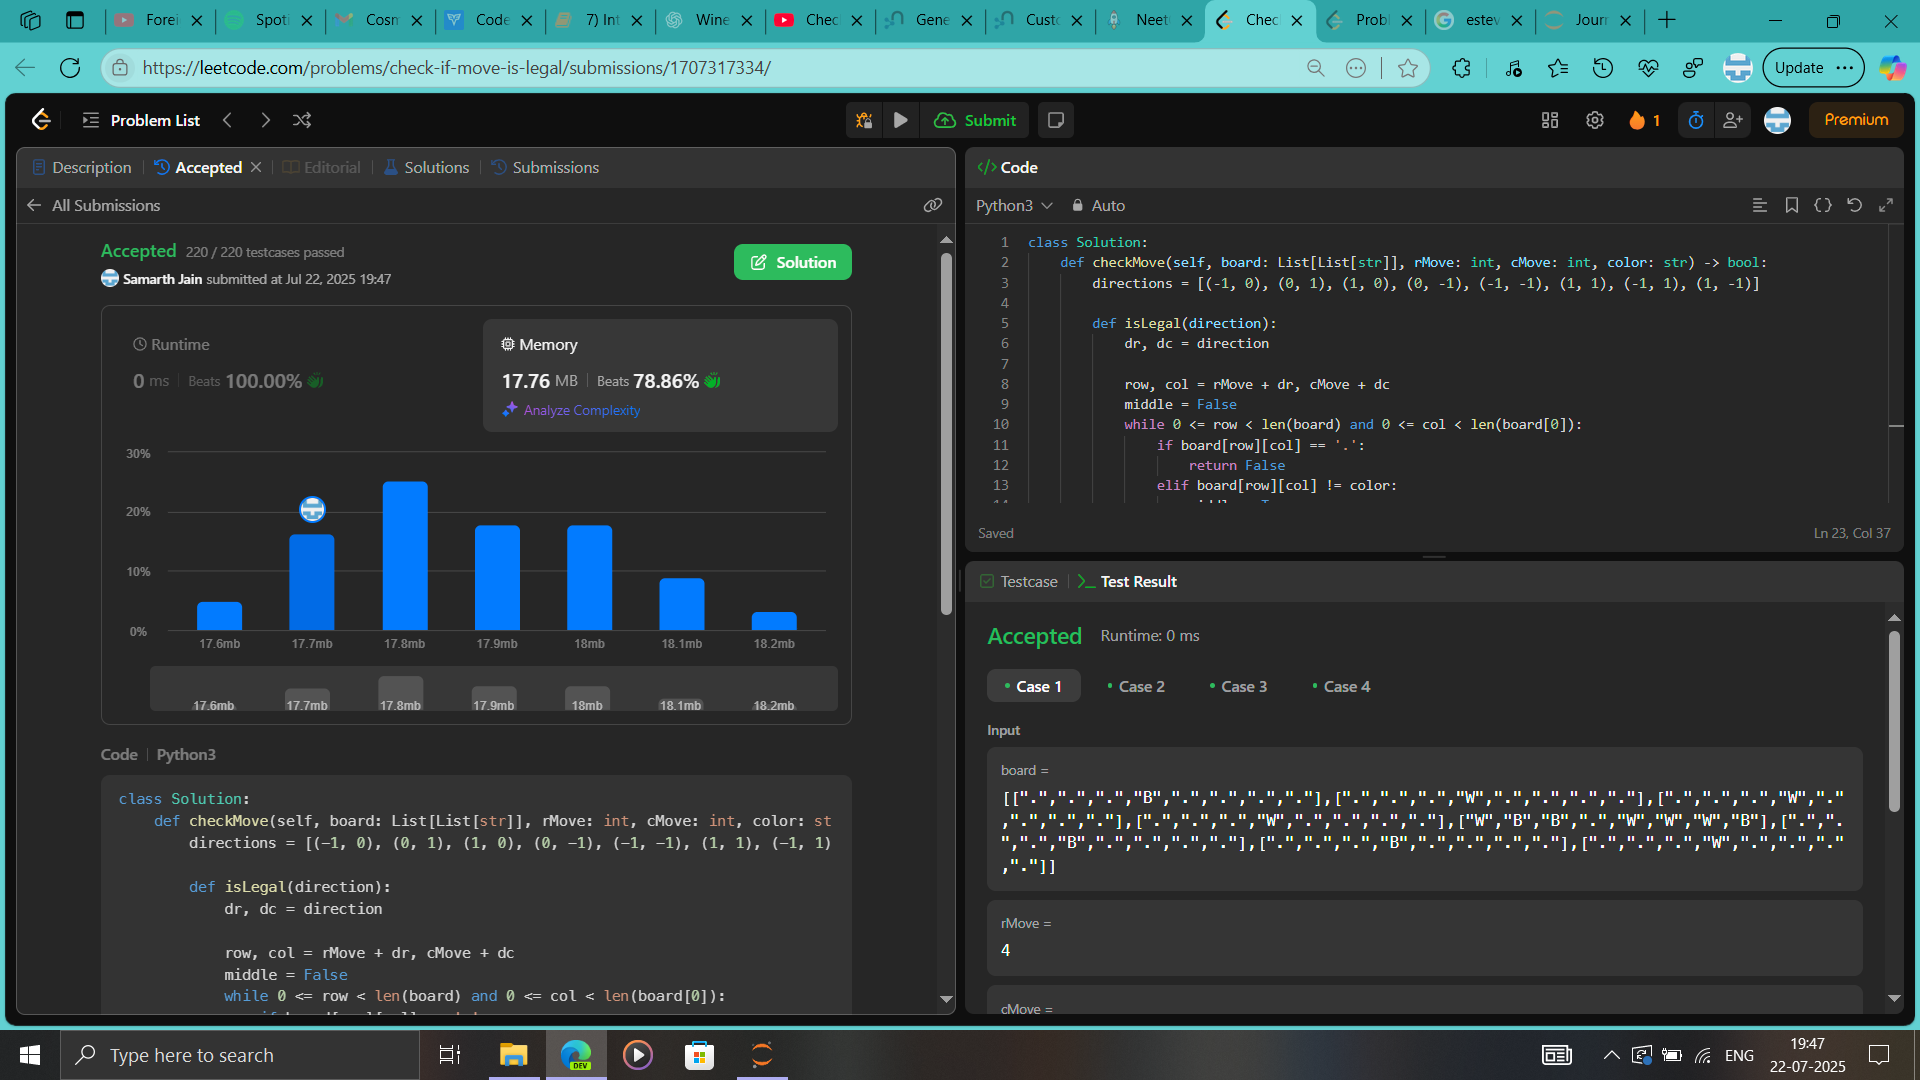 Forei
Spoti
Cosm
Code
7) Int
Wine
Chec
Gene
Custo
Neet
Chec
Probl
estev
Journ
https://leetcode.com/problems/check-if-move-is-legal/submissions/1707317334/
Update
Problem List
Submit
1
Premium
Description
Accepted
Editorial
Solutions
Submissions
All Submissions
Accepted 220 / 220 testcases passed
Samarth Jain submitted at Jul 22, 2025 19:47
Solution
Runtime
0 ms Beats 100.00%
Memory
17.76 MB Beats 78.86%
Analyze Complexity
30%
20%
10%
0%
17.6mb 17.7mb 17.8mb 17.9mb 18mb 18.1mb 18.2mb
17.6mb 17.7mb 17.8mb 17.9mb 18mb 18.1mb 18.2mb
Code Python3
class Solution:
def checkMove(self, board: List[List[str]], rMove: int, cMove: int, color: st
directions = [(-1, 0), (0, 1), (1, 0), (0, -1), (-1, -1), (1, 1), (-1, 1)
def isLegal(direction):
dr, dc = direction
row, col = rMove + dr, cMove + dc
middle = False
while 0 <= row < len(board) and 0 <= col < len(board[0]):
</> Code
Python3 Auto
1 class Solution:
2 def checkMove(self, board: List[List[str]], rMove: int, cMove: int, color: str) -> bool:
3 directions = [(-1, 0), (0, 1), (1, 0), (0, -1), (-1, -1), (1, 1), (-1, 1), (1, -1)]
4
5 def isLegal(direction):
6 dr, dc = direction
7
8 row, col = rMove + dr, cMove + dc
9 middle = False
10 while 0 <= row < len(board) and 0 <= col < len(board[0]):
11 if board[row][col] == '.':
12 return False
13 elif board[row][col] != color:
Saved
Ln 23, Col 37
Testcase
Test Result
Accepted Runtime: 0 ms
Case 1 Case 2 Case 3 Case 4
Input
board =
[[".",".",".","B",".",".",".","."],[".",".",".","W",".",".",".","."],[".",".",".","W","."
,".",".","."],[".",".",".","W",".",".",".","."],["W","B","B",".","W","W","W","B"],[".",".
",".","B",".",".",".","."],[".",".",".","B",".",".",".","."],[".",".",".","W",".",".","."
,"."]]
rMove =
4
cMove =
Type here to search
DEV
ENG
19:47
22-07-2025